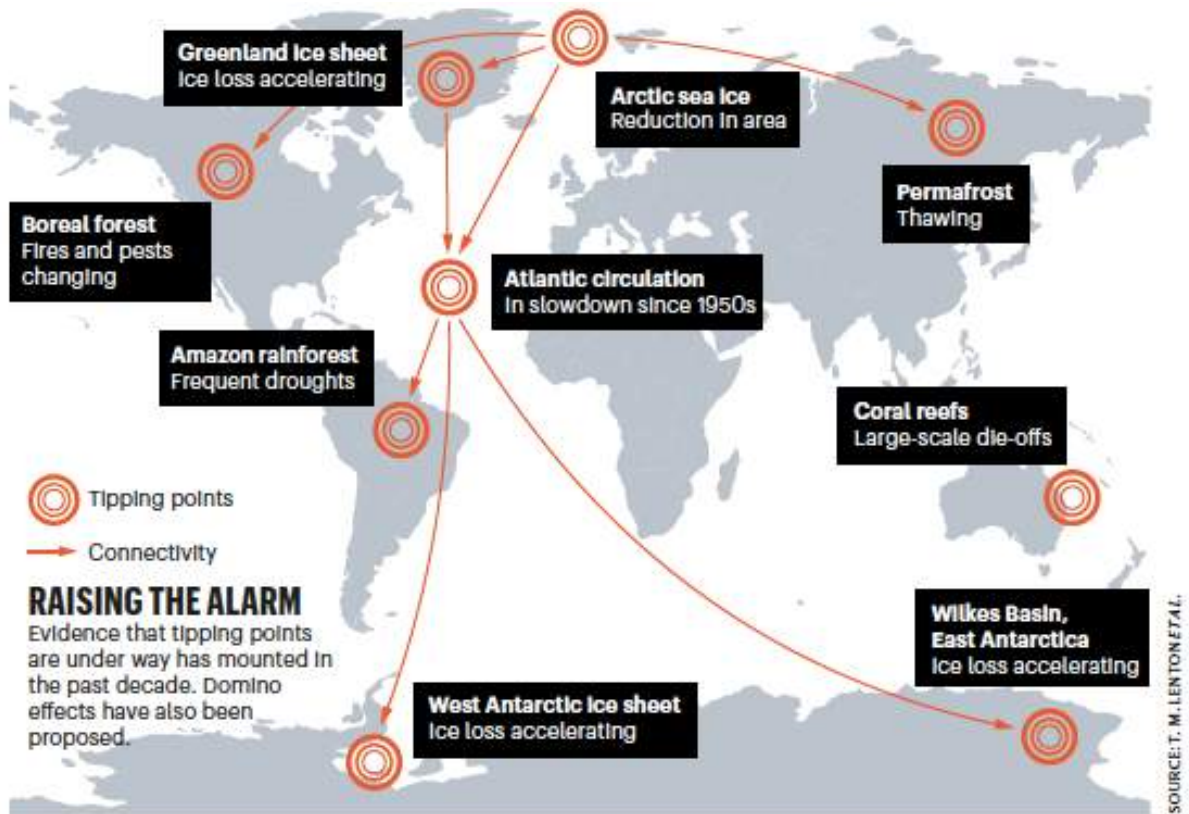 Greenland ice sheet
Ice loss accelerating
Arctic sea ice
Reduction in area
Permafrost
Thawing
Boreal forest
Fires and pests
changing
Atlantic circulation
In slowdown since 1950s
Amazon rainforest
Frequent droughts
Coral reefs
Large-scale die-offs
Tipping points
Connectivity
RAISING THE ALARM
Evidence that tipping points
are under way has mounted in
the past decade. Domino
effects have also been
proposed.
Wilkes Basin,
East Antarctica
Ice loss accelerating
West Antarctic ice sheet
Ice loss accelerating
SOURCE: T. M. LENTON ET AL.